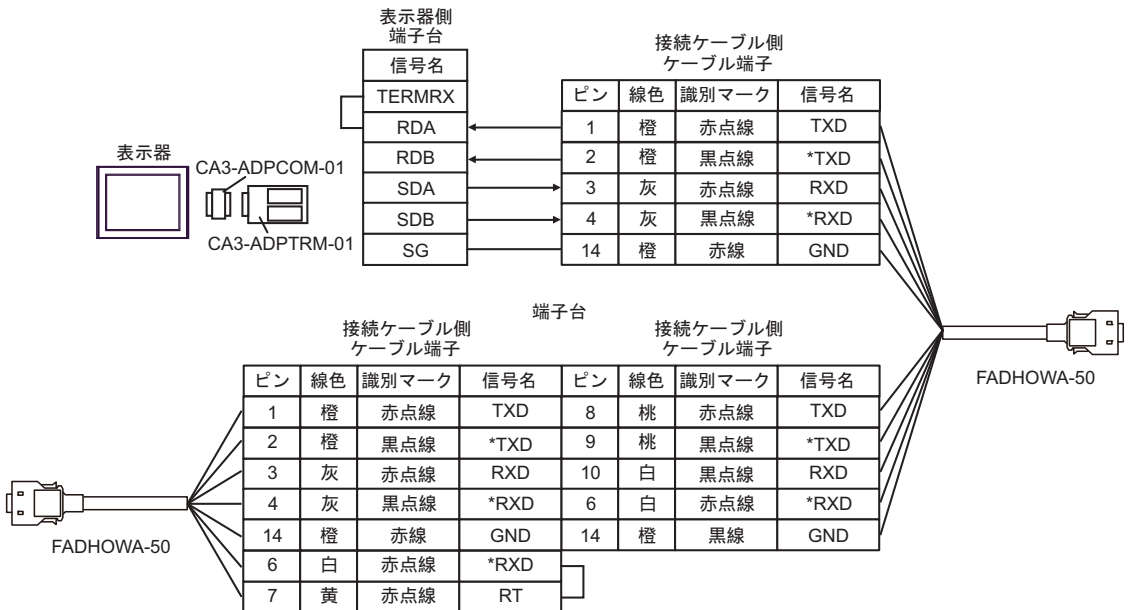 表示器側
端子台
信号名
TERMRX
RDA
RDB
SDA
SDB
SG
表示器
CA3-ADPCOM-01
CA3-ADPTRM-01
接続ケーブル側
ケーブル端子
ピン 線色 識別マーク 信号名
1 橙 赤点線 TXD
2 橙 黒点線 *TXD
3 灰 赤点線 RXD
4 灰 黒点線 *RXD
14 橙 赤線 GND
FADHOWA-50
端子台
接続ケーブル側
ケーブル端子
ピン 線色 識別マーク 信号名
1 橙 赤点線 TXD
2 橙 黒点線 *TXD
3 灰 赤点線 RXD
4 灰 黒点線 *RXD
14 橙 赤線 GND
6 白 赤点線 *RXD
7 黄 赤点線 RT
FADHOWA-50
接続ケーブル側
ケーブル端子
ピン 線色 識別マーク 信号名
8 桃 赤点線 TXD
9 桃 黒点線 *TXD
10 白 黒点線 RXD
6 白 赤点線 *RXD
14 橙 黒線 GND